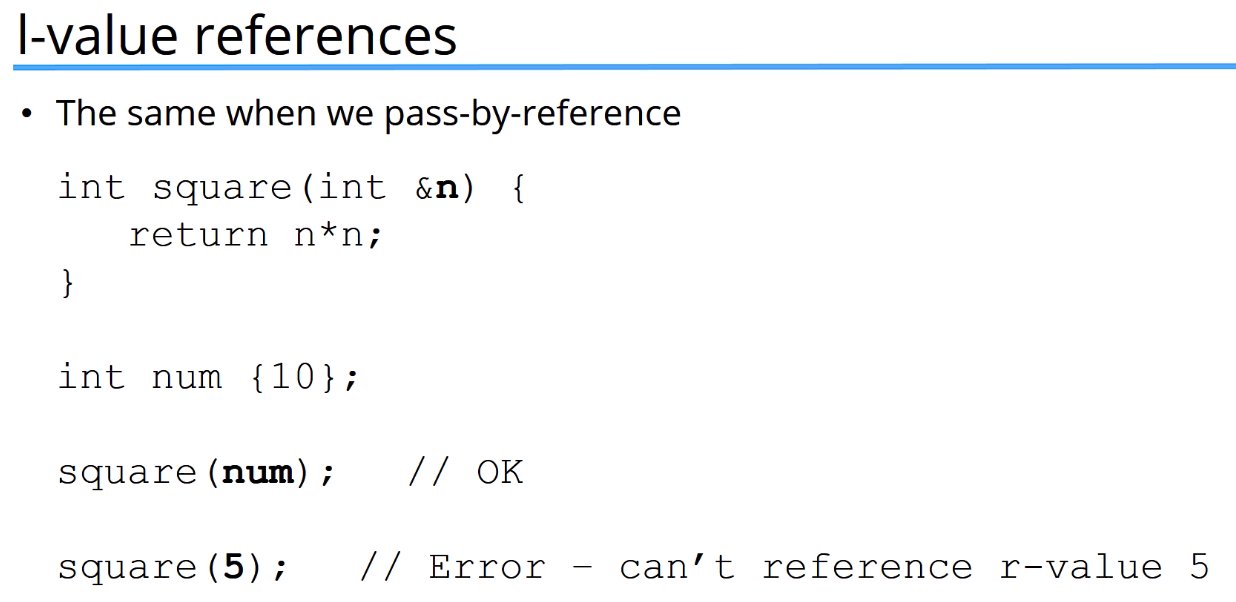 l-value references
• The same when we pass-by-reference
int square(int &n) {
   return n*n;
}
int num {10};
square(num);   // OK
square(5);   // Error – can’t reference r-value 5